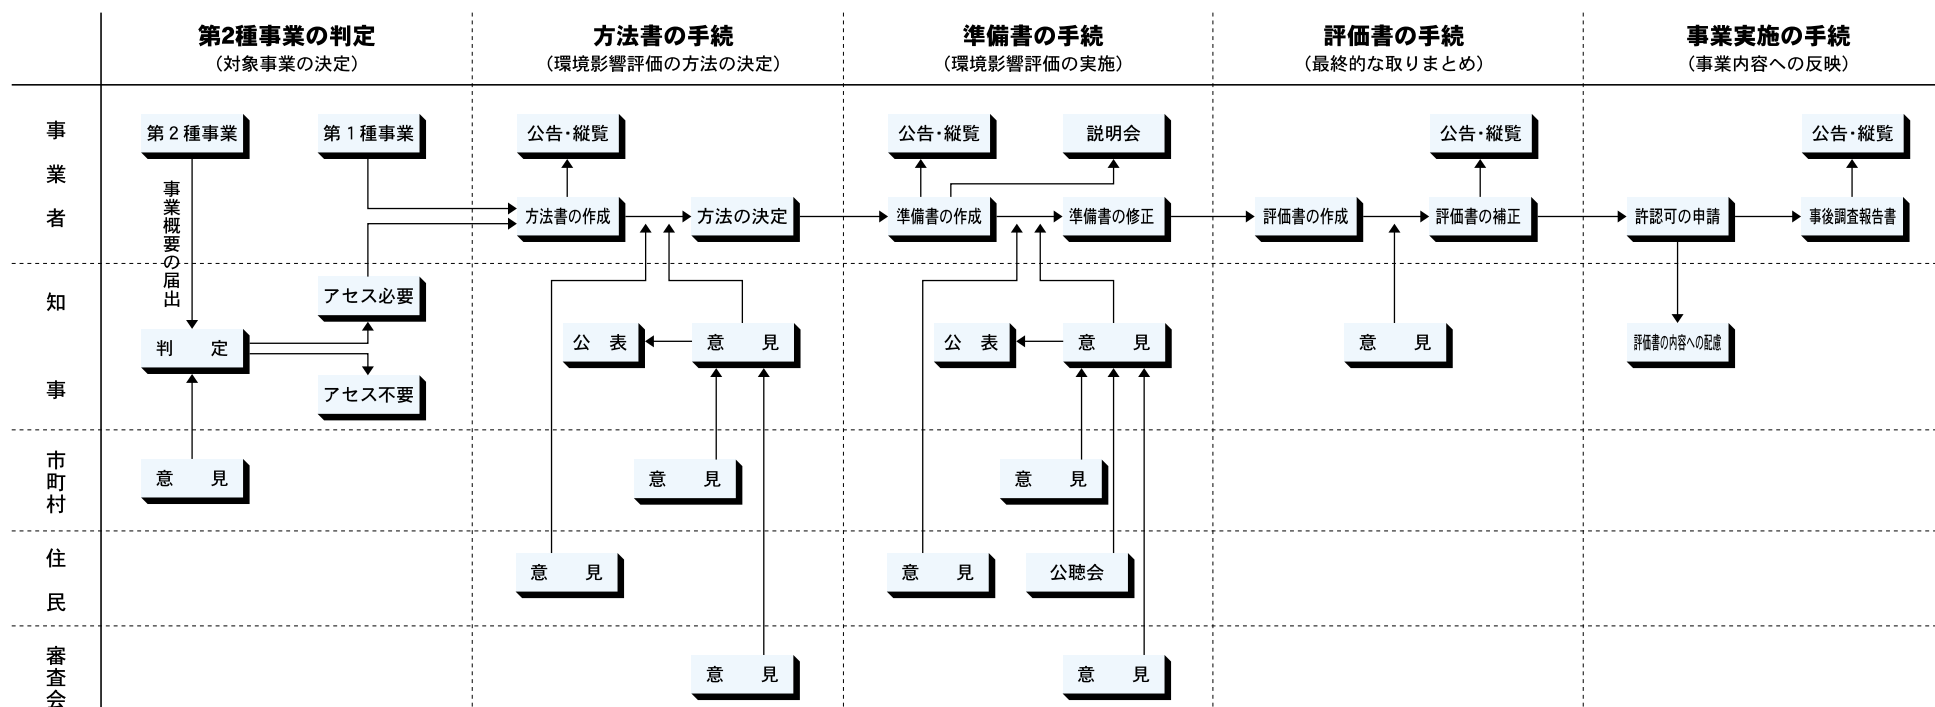 第2種事業の判定
(対象事業の決定)
方法書の手続
(環境影響評価の方法の決定)
準備書の手続
(環境影響評価の実施)
評価書の手続
(最終的な取りまとめ)
事業実施の手続
(事業内容への反映)
事業者
第2種事業
第1種事業
公告・縦覧
公告・縦覧
説明会
公告・縦覧
公告・縦覧
事業概要の届出
方法書の作成
方法の決定
準備書の作成
準備書の修正
評価書の作成
評価書の補正
許認可の申請
事後調査報告書
知事
アセス必要
判定
公表
意見
公表
意見
意見
評価書の内容への配慮
アセス不要
市町村
意見
意見
意見
住民
意見
意見
公聴会
審査会
意見
意見